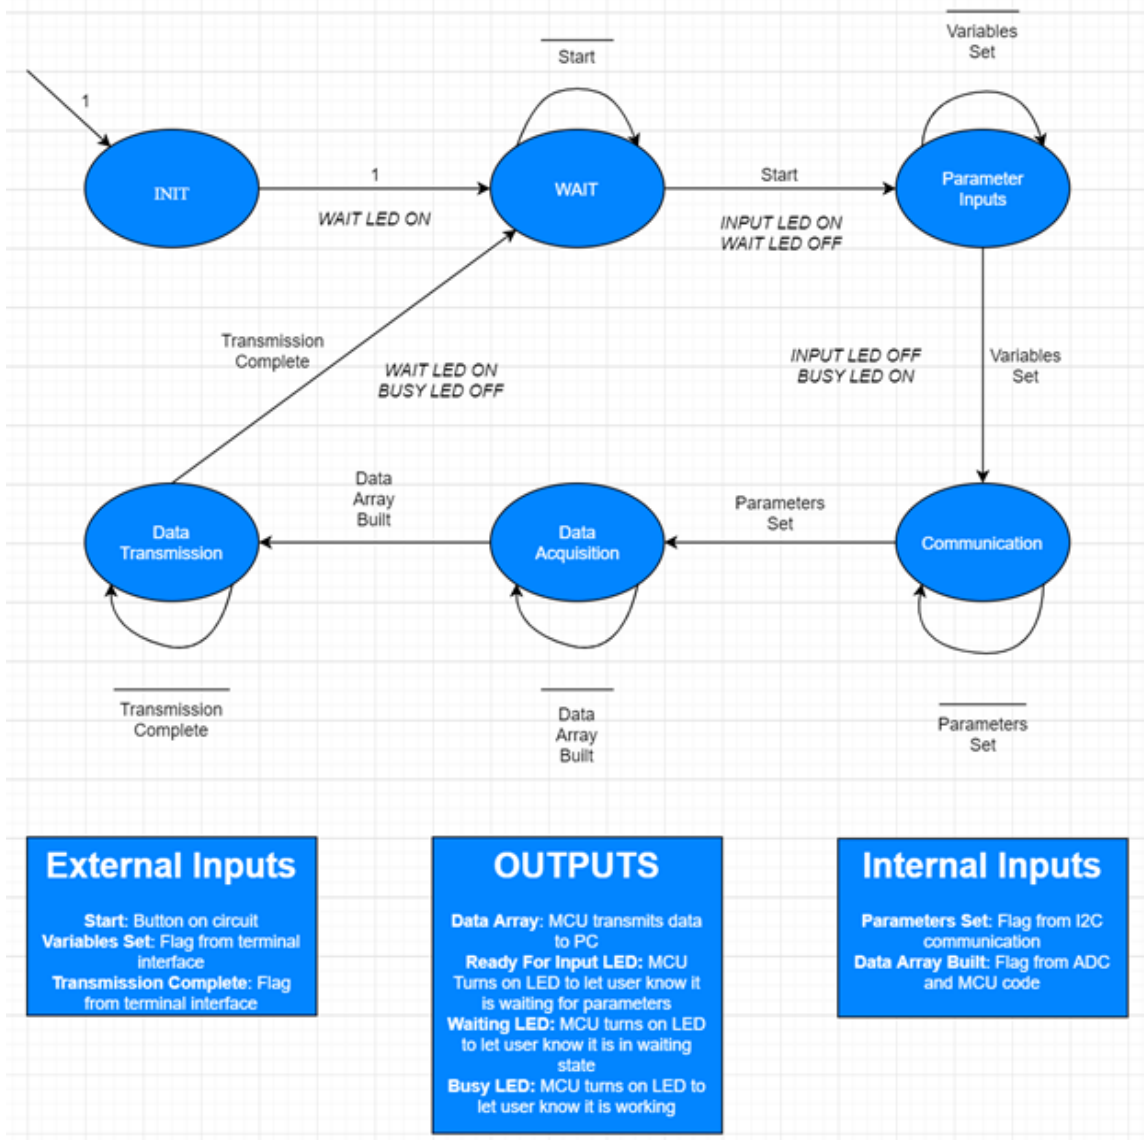 Variables
Set
Start
1
INIT
1
WAIT LED ON
WAIT
Start
INPUT LED ON
WAIT LED OFF
Parameter
Inputs
Transmission
Complete
WAIT LED ON
BUSY LED OFF
INPUT LED OFF
BUSY LED ON
Variables
Set
Data
Transmission
Data
Array
Built
Data
Acquisition
Parameters
Set
Communication
Transmission
Complete
Data
Array
Built
Parameters
Set
External Inputs
Start: Button on circuit
Variables Set: Flag from terminal
interface
Transmission Complete: Flag
from terminal interface
OUTPUTS
Data Array: MCU transmits data
to PC
Ready For Input LED: MCU
Turns on LED to let user know it
is waiting for parameters
Waiting LED: MCU turns on LED
to let user know it is in waiting
state
Busy LED: MCU turns on LED to
let user know it is working
Internal Inputs
Parameters Set: Flag from I2C
communication
Data Array Built: Flag from ADC
and MCU code